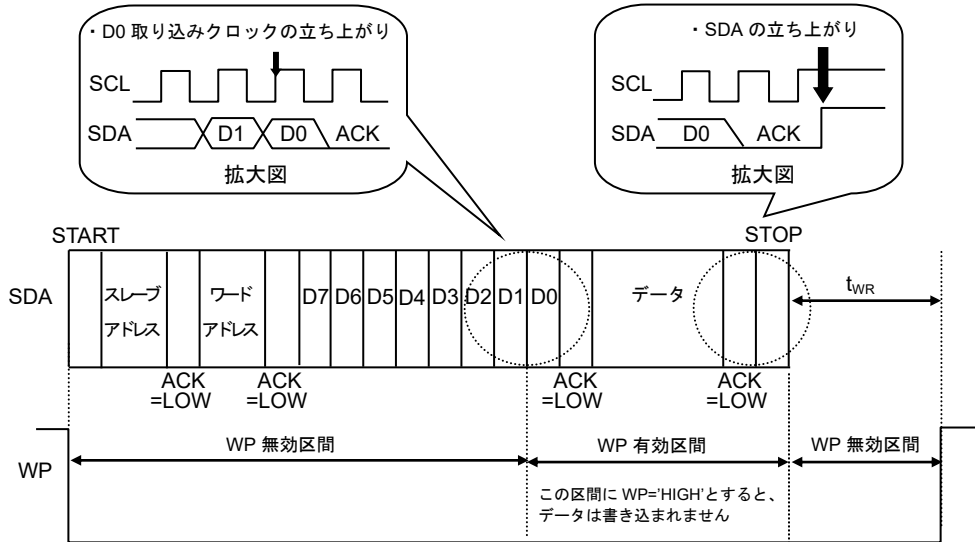 ・D0 取り込みクロックの立ち上がり
SCL
SDA
D1
D0
ACK
拡大図
・SDA の立ち上がり
SCL
SDA
D0
ACK
拡大図
START
STOP
SDA
スレーブ
アドレス
ワード
アドレス
D7
D6
D5
D4
D3
D2
D1
D0
データ
tWR
ACK
=LOW
ACK
=LOW
ACK
=LOW
ACK
=LOW
WP
WP 無効区間
WP 有効区間
WP 無効区間
この区間に WP='HIGH'とすると、
データは書き込まれません